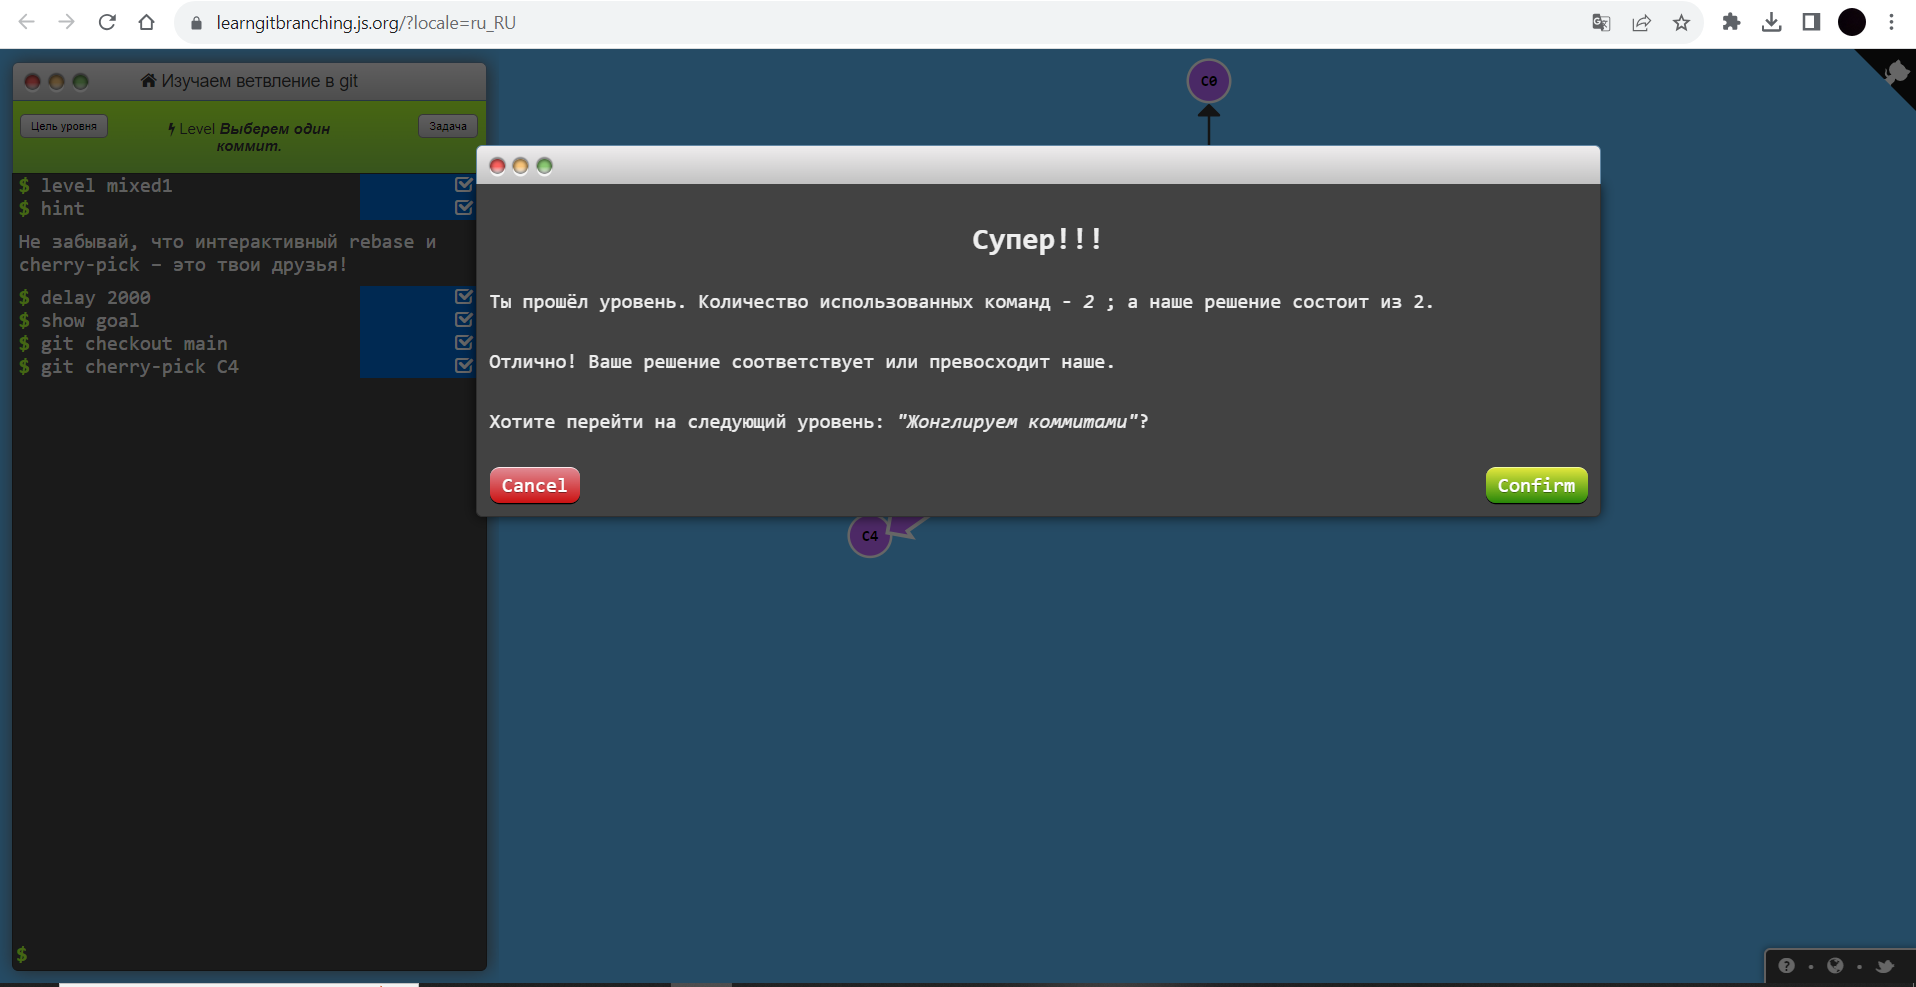 learngitbranching.js.org/?locale=ru_RU
Изучаем ветвление в git
Цель уровня
Level Выберем один
коммит.
Задача
$ level mixed1
$ hint
Не забывай, что интерактивный rebase и
cherry-pick – это твои друзья!
$ delay 2000
$ show goal
$ git checkout main
$ git cherry-pick C4
$
C0
Супер!!!
Ты прошёл уровень. Количество использованных команд - 2 ; а наше решение состоит из 2.
Отлично! Ваше решение соответствует или превосходит наше.
Хотите перейти на следующий уровень: "Жонглируем коммитами"?
Cancel
Confirm
C4